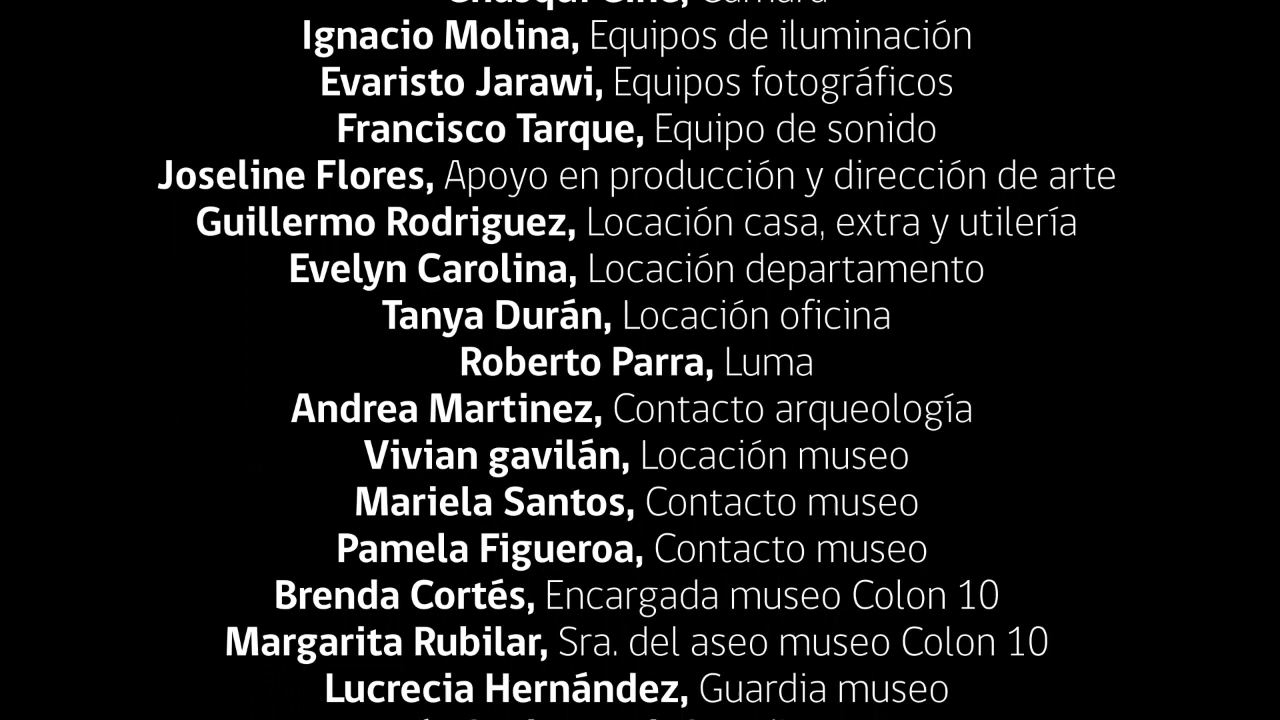 Ignacio Molina, Equipos de iluminación
Evaristo Jarawi, Equipos fotográficos
Francisco Tarque, Equipo de sonido
Joseline Flores, Apoyo en producción y dirección de arte
Guillermo Rodriguez, Locación casa, extra y utilería
Evelyn Carolina, Locación departamento
Tanya Durán, Locación oficina
Roberto Parra, Luma
Andrea Martinez, Contacto arqueología
Vivian gavilán, Locación museo
Mariela Santos, Contacto museo
Pamela Figueroa, Contacto museo
Brenda Cortés, Encargada museo Colon 10
Margarita Rubilar, Sra. del aseo museo Colon 10
Lucrecia Hernández, Guardia museo